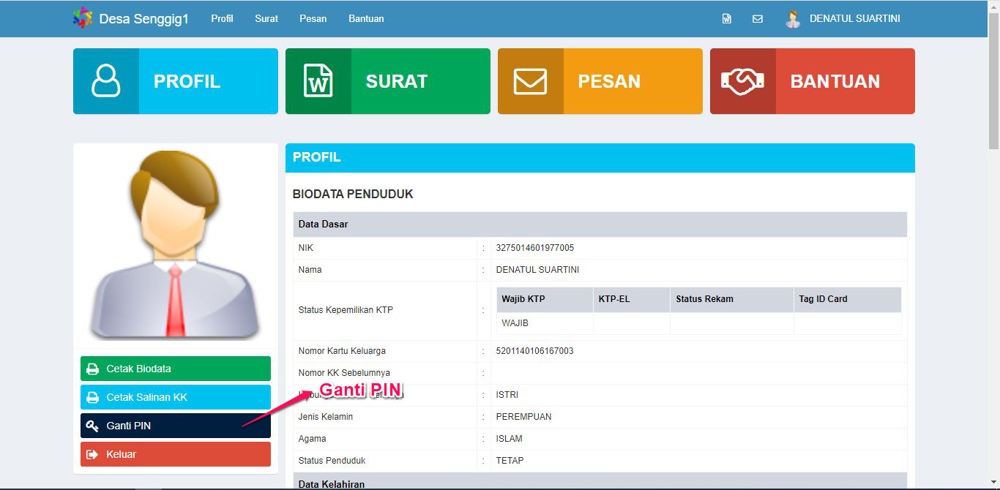 Desa Senggig1 Profil Surat Pesan Bantuan DENATUL SUARTINI
PROFIL SURAT PESAN BANTUAN
PROFIL
BIODATA PENDUDUK
Data Dasar
NIK : 3275014601977005
Nama : DENATUL SUARTINI
Wajib KTP KTP-EL Status Rekam Tag ID Card
Status Kepemilikan KTP :
WAJIB
Nomor Kartu Keluarga : 5201140106167003
Nomor KK Sebelumnya :
Ganti PIN
: ISTRI
Jenis Kelamin : PEREMPUAN
Agama : ISLAM
Status Penduduk : TETAP
Data Kelahiran
Cetak Biodata
Cetak Salinan KK
Ganti PIN
Keluar